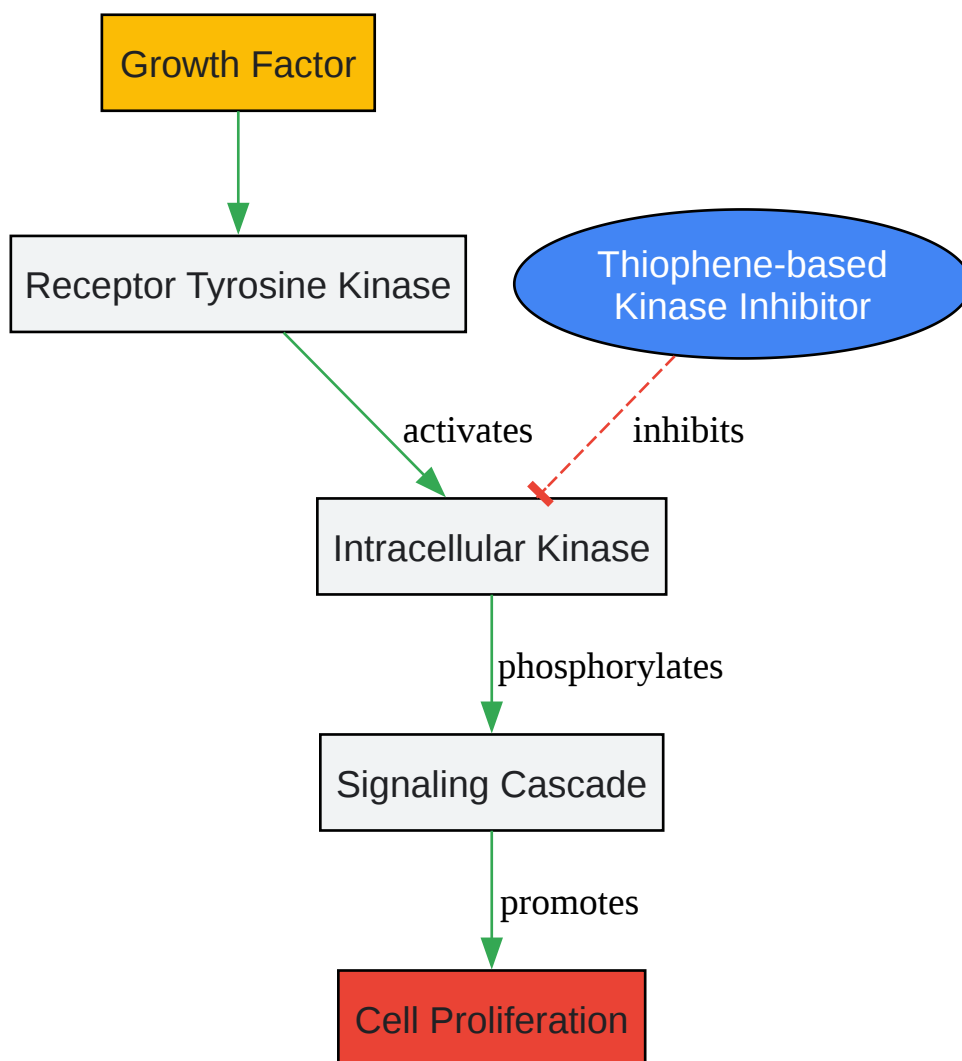 Growth Factor
Receptor Tyrosine Kinase
Thiophene-based
Kinase Inhibitor
activates
inhibits
Intracellular Kinase
phosphorylates
Signaling Cascade
promotes
Cell Proliferation